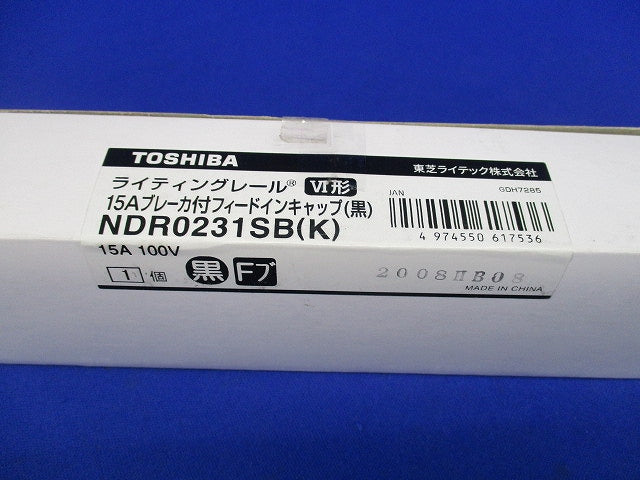 TOSHIBA 東芝ライテック株式会社
ライティングレール® VI形
15Aブレーカ付フィードインキャップ(黒)
NDR0231SB(K)
15A 100V
1 個 黒 Fブ
JAN GDH7285
4 974550 617536
MADE IN CHINA